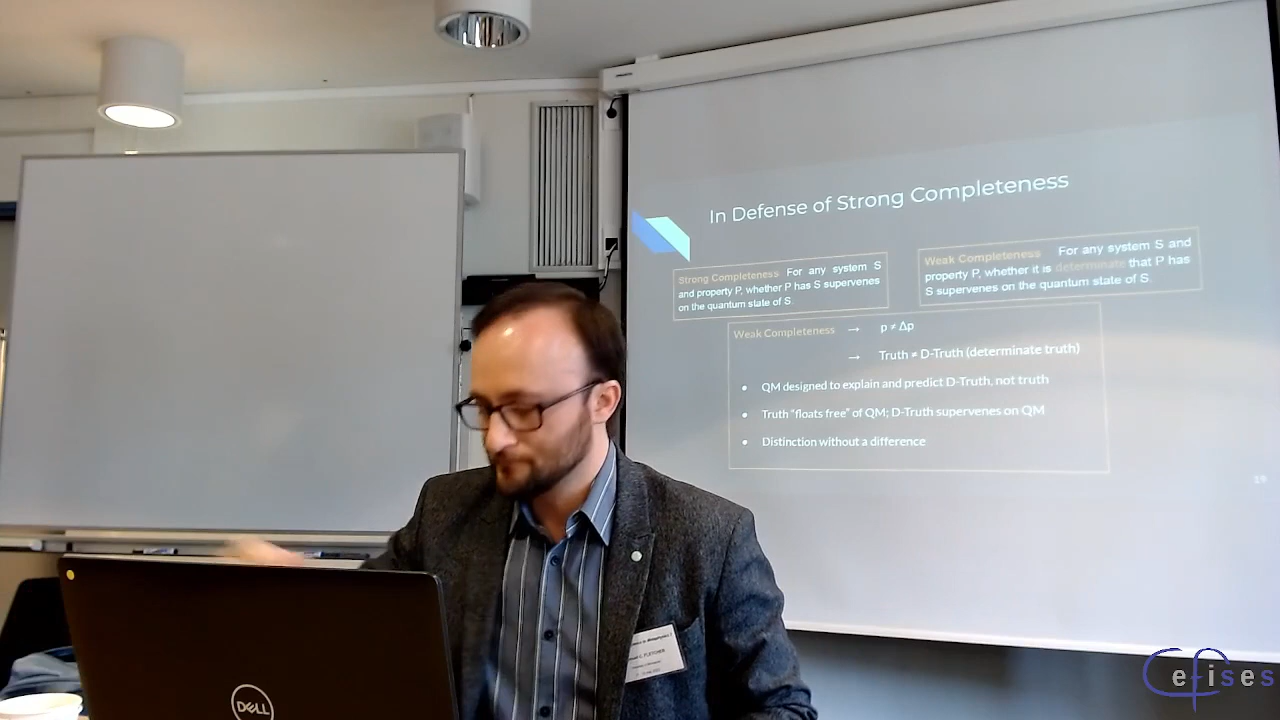 In Defense of Strong Completeness
Strong Completeness For any system S
and property P, whether P has S supervenes
on the quantum state of S.
Weak Completeness For any system S and
property P, whether it is determinate that P has
S supervenes on the quantum state of S.
Weak Completeness → p ≠ Δp
→ Truth ≠ D-Truth (determinate truth)
• QM designed to explain and predict D-Truth, not truth
• Truth "floats free" of QM; D-Truth supervenes on QM
• Distinction without a difference
19
FLETCHER
DELL
efises